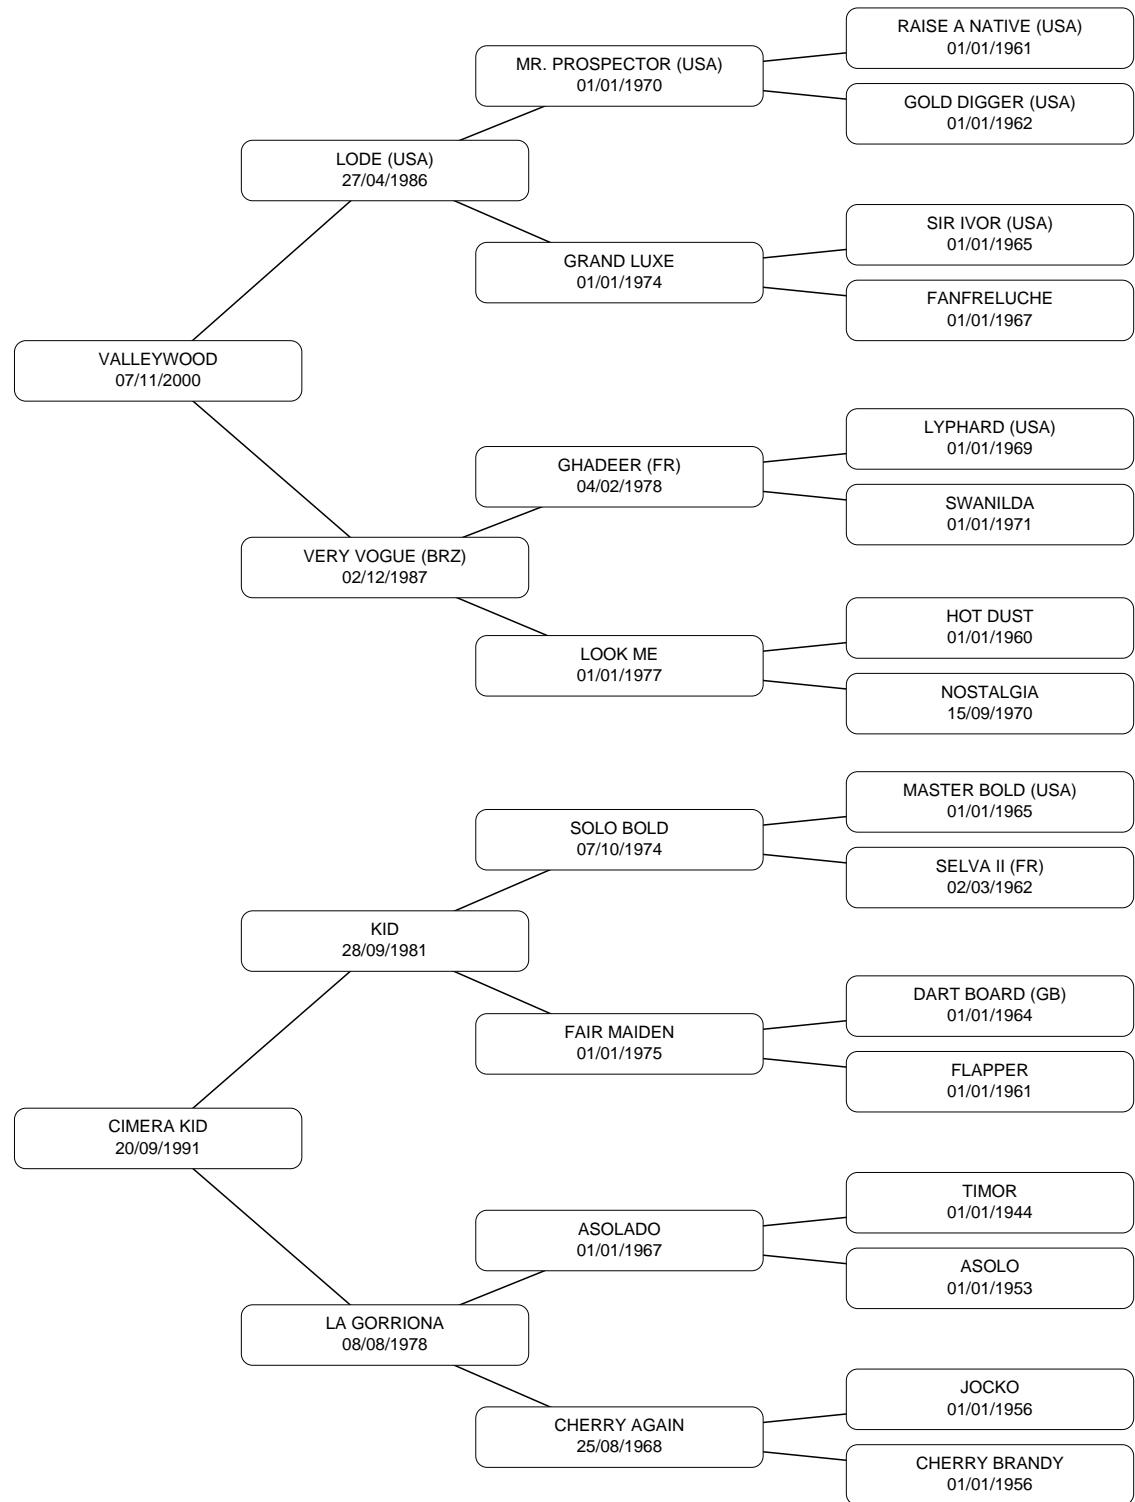 RAISE A NATIVE (USA)
01/01/1961
MR. PROSPECTOR (USA)
01/01/1970
GOLD DIGGER (USA)
01/01/1962
LODE (USA)
27/04/1986
SIR IVOR (USA)
01/01/1965
GRAND LUXE
01/01/1974
FANFRELUCHE
01/01/1967
VALLEYWOOD
07/11/2000
LYPHARD (USA)
01/01/1969
GHADEER (FR)
04/02/1978
SWANILDA
01/01/1971
VERY VOGUE (BRZ)
02/12/1987
HOT DUST
01/01/1960
LOOK ME
01/01/1977
NOSTALGIA
15/09/1970
MASTER BOLD (USA)
01/01/1965
SOLO BOLD
07/10/1974
SELVA II (FR)
02/03/1962
KID
28/09/1981
DART BOARD (GB)
01/01/1964
FAIR MAIDEN
01/01/1975
FLAPPER
01/01/1961
CIMERA KID
20/09/1991
TIMOR
01/01/1944
ASOLADO
01/01/1967
ASOLO
01/01/1953
LA GORRIONA
08/08/1978
JOCKO
01/01/1956
CHERRY AGAIN
25/08/1968
CHERRY BRANDY
01/01/1956